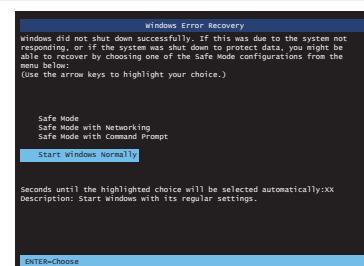 Windows Error Recovery
Windows did not shut down successfully. If this was due to the system not
responding, or if the system was shut down to protect data, you might be
able to recover by choosing one of the Safe Mode configurations from the
menu below:
(Use the arrow keys to highlight your choice.)
Safe Mode
Safe Mode with Networking
Safe Mode with Command Prompt
Start Windows Normally
Seconds until the highlighted choice will be selected automatically:XX
Description: Start Windows with its regular settings.
ENTER=Choose